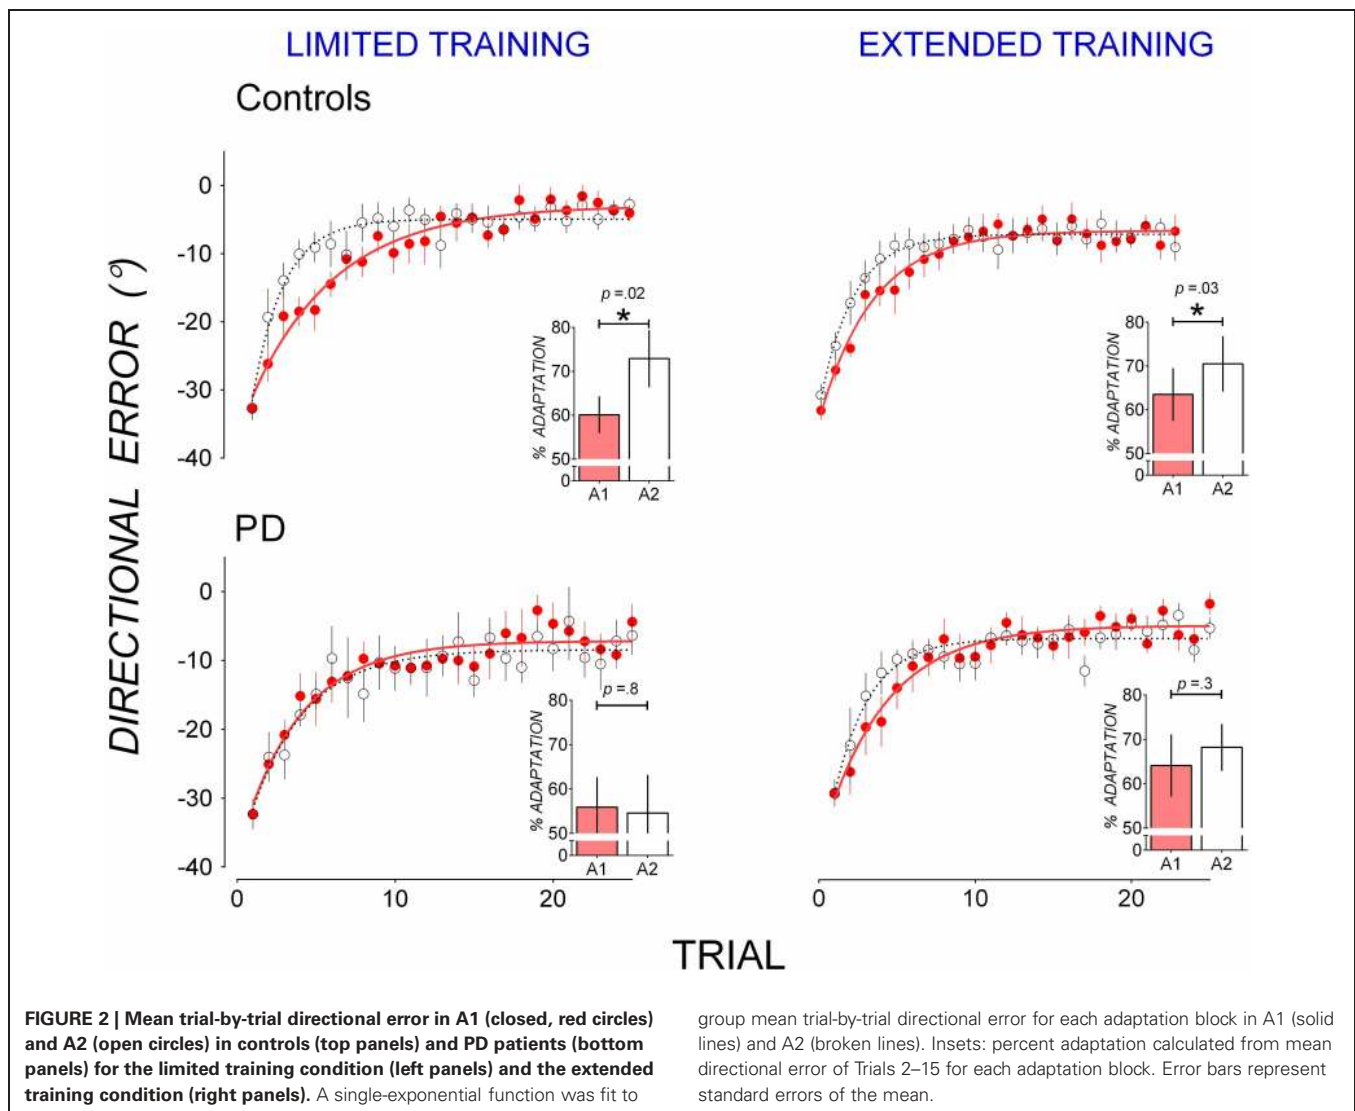 LIMITED TRAINING
EXTENDED TRAINING
Controls
DIRECTIONAL ERROR (°)
0
-10
-20
-30
-40
p =.02
*
% ADAPTATION
80
70
60
50
0
A1
A2
p =.03
*
% ADAPTATION
80
70
60
50
0
A1
A2
PD
0
-10
-20
-30
-40
p =.8
% ADAPTATION
80
70
60
50
0
A1
A2
p =.3
% ADAPTATION
80
70
60
50
0
A1
A2
0
10
20
0
10
20
TRIAL
FIGURE 2 | Mean trial-by-trial directional error in A1 (closed, red circles)
and A2 (open circles) in controls (top panels) and PD patients (bottom
panels) for the limited training condition (left panels) and the extended
training condition (right panels). A single-exponential function was fit to
group mean trial-by-trial directional error for each adaptation block in A1 (solid
lines) and A2 (broken lines). Insets: percent adaptation calculated from mean
directional error of Trials 2–15 for each adaptation block. Error bars represent
standard errors of the mean.